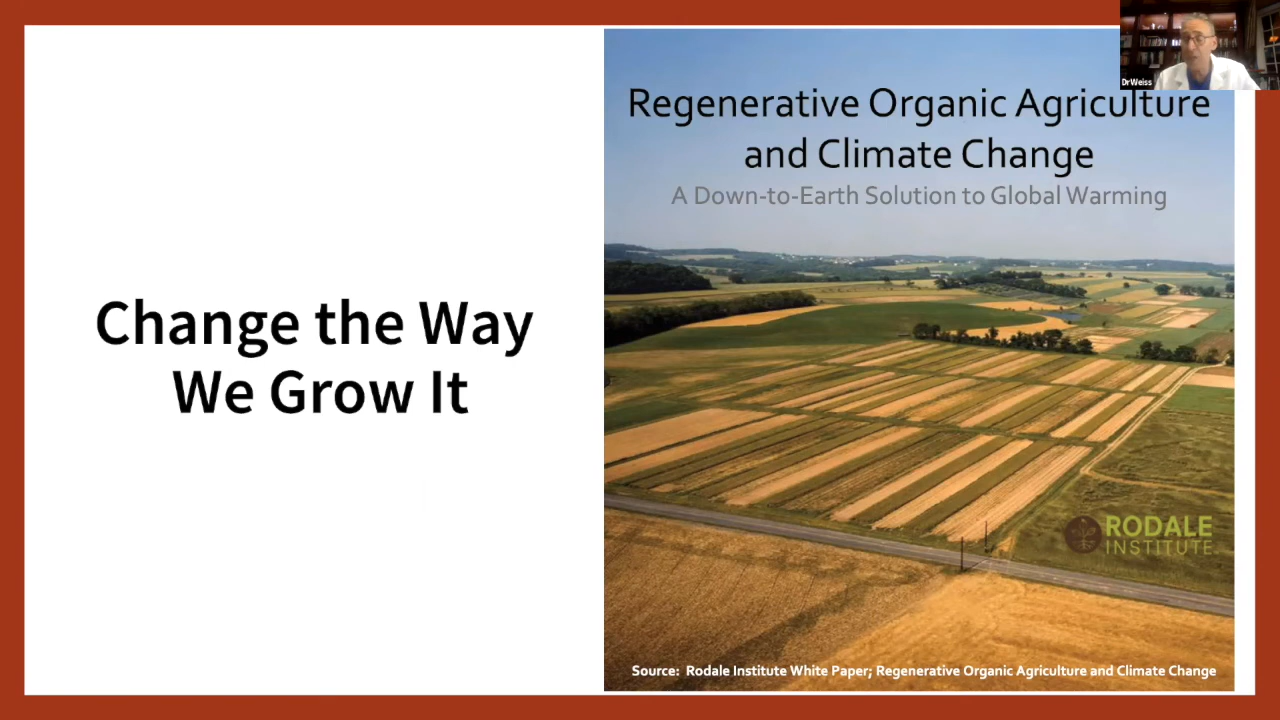 Change the Way
We Grow It
Regenerative Organic Agriculture
and Climate Change
A Down-to-Earth Solution to Global Warming
RODALE
INSTITUTE
Source: Rodale Institute White Paper; Regenerative Organic Agriculture and Climate Change
DrWeiss